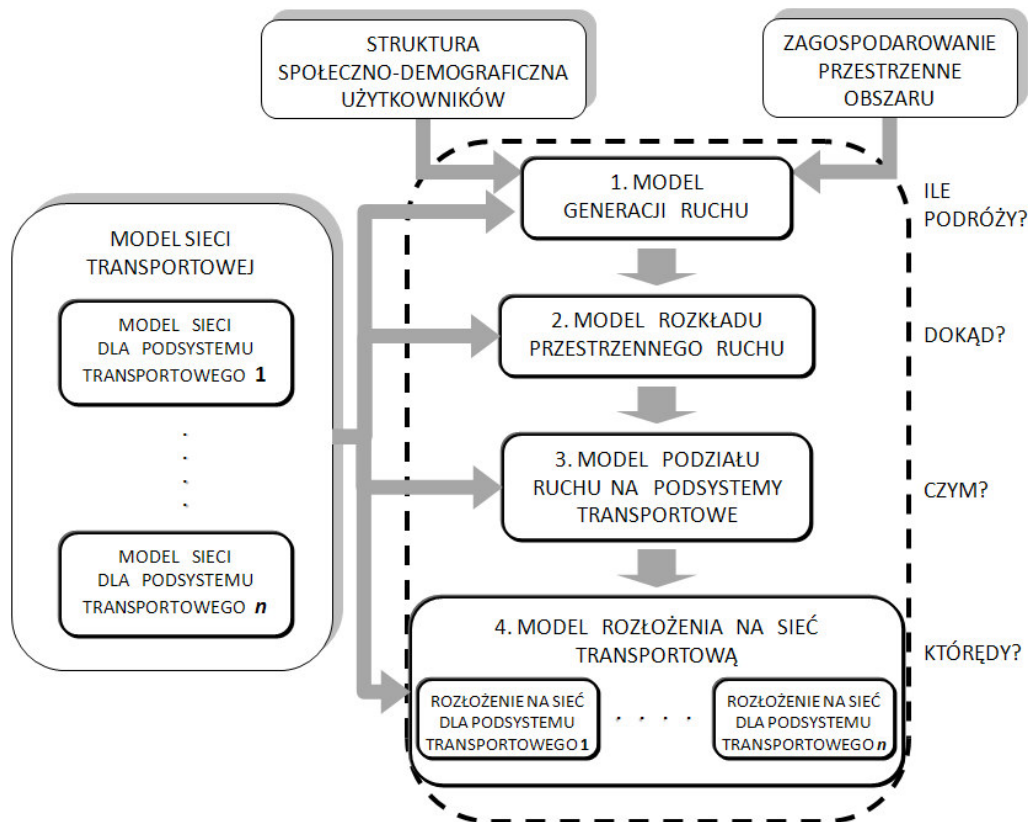 STRUKTURA
SPOŁECZNO-DEMOGRAFICZNA
UŻYTKOWNIKÓW
ZAGOSPODAROWANIE
PRZESTRZENNE
OBSZARU
MODEL SIECI
TRANSPORTOWEJ
MODEL SIECI
DLA PODSYSTEMU
TRANSPORTOWEGO 1
. . . .
MODEL SIECI
DLA PODSYSTEMU
TRANSPORTOWEGO n
1. MODEL
GENERACJI RUCHU
ILE
PODRÓŻY?
2. MODEL ROZKŁADU
PRZESTRZENNEGO RUCHU
DOKĄD?
3. MODEL PODZIAŁU
RUCHU NA PODSYSTEMY
TRANSPORTOWE
CZYM?
4. MODEL ROZŁOŻENIA NA SIEĆ
TRANSPORTOWĄ
KTÓRĘDY?
ROZŁOŻENIE NA SIEĆ
DLA PODSYSTEMU
TRANSPORTOWEGO 1
. . . .
ROZŁOŻENIE NA SIEĆ
DLA PODSYSTEMU
TRANSPORTOWEGO n